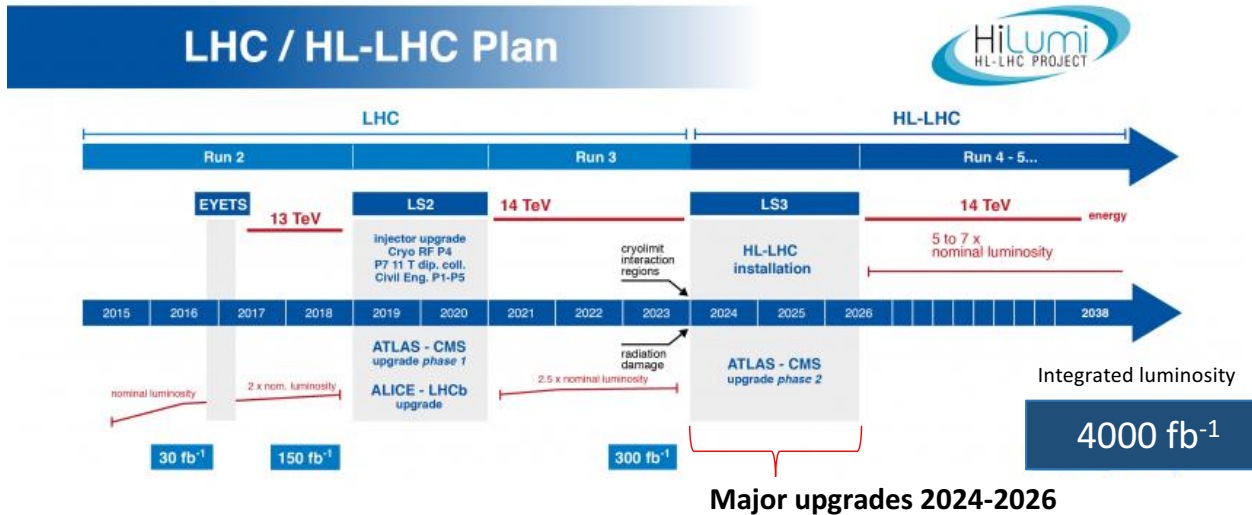 LHC / HL-LHC Plan
HiLumi
HL-LHC PROJECT
LHC
HL-LHC
Run 2
Run 3
Run 4 - 5...
EYETS
13 TeV
LS2
14 TeV
LS3
14 TeV
energy
injector upgrade
Cryo RF P4
P7 11 T dip. coll.
Civil Eng. P1-P5
cryolimit
interaction
regions
HL-LHC
installation
5 to 7 x
nominal luminosity
2015 2016 2017 2018 2019 2020 2021 2022 2023 2024 2025 2026 2038
ATLAS - CMS
upgrade phase 1
ALICE - LHCb
upgrade
radiation
damage
ATLAS - CMS
upgrade phase 2
nominal luminosity
2 x nom. luminosity
2.5 x nominal luminosity
Integrated luminosity
30 fb-1
150 fb-1
300 fb-1
4000 fb-1
Major upgrades 2024-2026